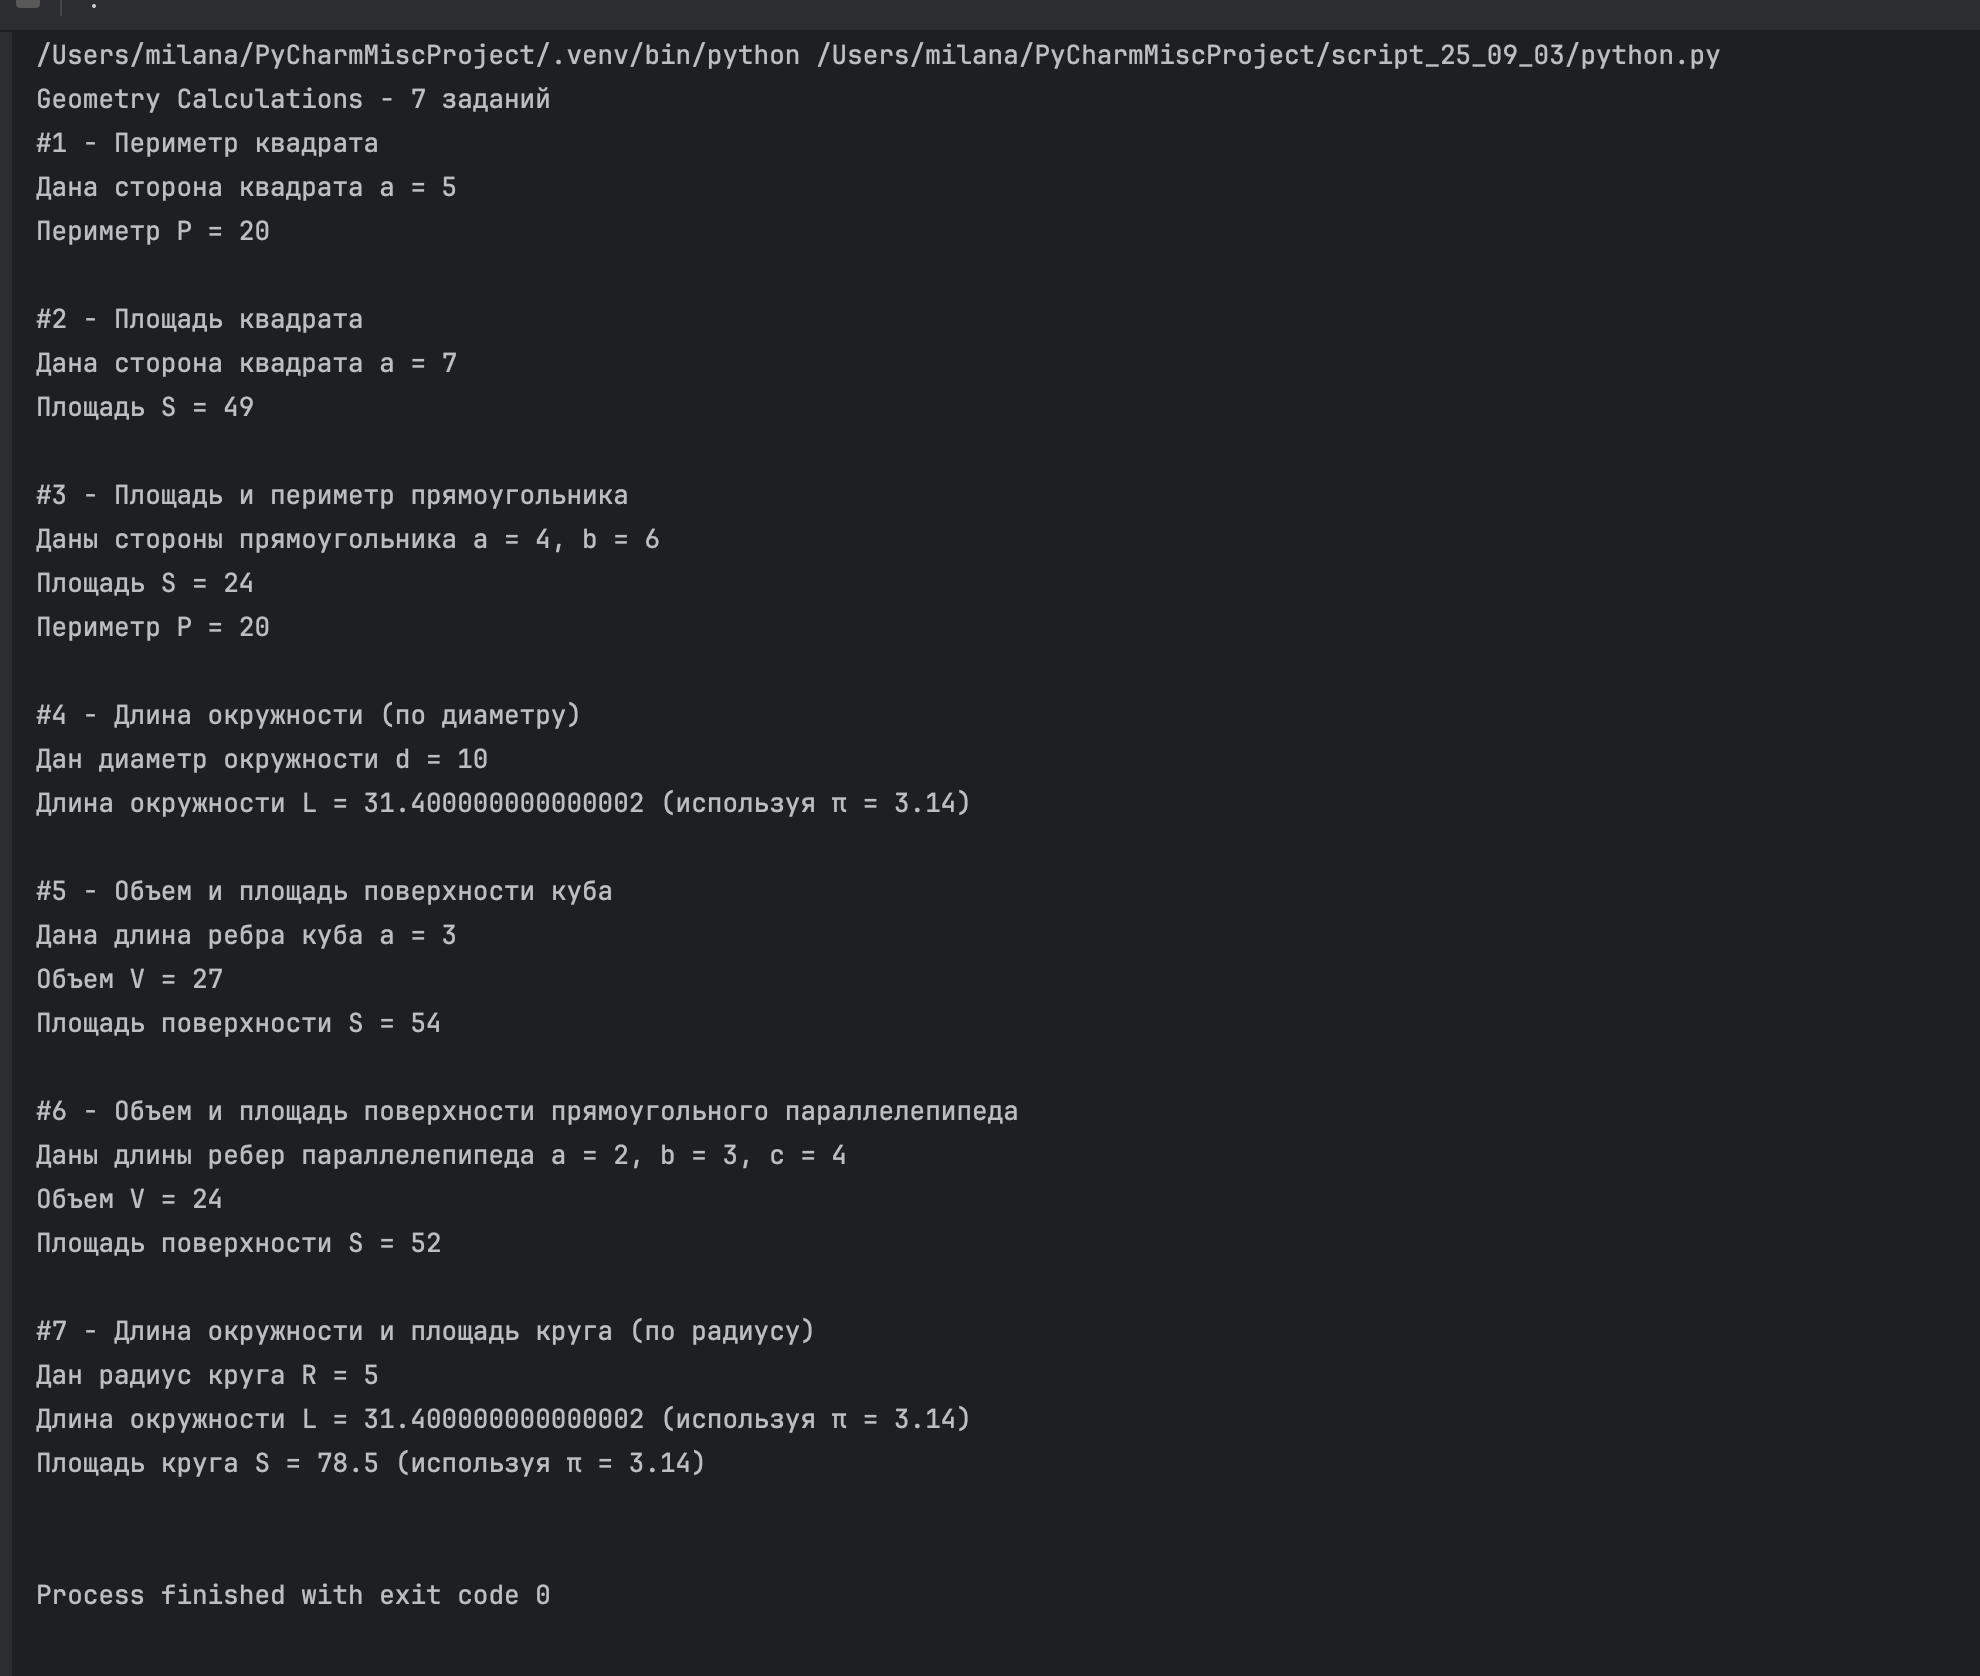 /Users/milana/PyCharmMiscProject/.venv/bin/python /Users/milana/PyCharmMiscProject/script_25_09_03/python.py
Geometry Calculations - 7 заданий
#1 - Периметр квадрата
Дана сторона квадрата a = 5
Периметр P = 20
#2 - Площадь квадрата
Дана сторона квадрата a = 7
Площадь S = 49
#3 - Площадь и периметр прямоугольника
Даны стороны прямоугольника a = 4, b = 6
Площадь S = 24
Периметр P = 20
#4 - Длина окружности (по диаметру)
Дан диаметр окружности d = 10
Длина окружности L = 31.400000000000002 (используя π = 3.14)
#5 - Объем и площадь поверхности куба
Дана длина ребра куба a = 3
Объем V = 27
Площадь поверхности S = 54
#6 - Объем и площадь поверхности прямоугольного параллелепипеда
Даны длины ребер параллелепипеда a = 2, b = 3, c = 4
Объем V = 24
Площадь поверхности S = 52
#7 - Длина окружности и площадь круга (по радиусу)
Дан радиус круга R = 5
Длина окружности L = 31.400000000000002 (используя π = 3.14)
Площадь круга S = 78.5 (используя π = 3.14)
Process finished with exit code 0